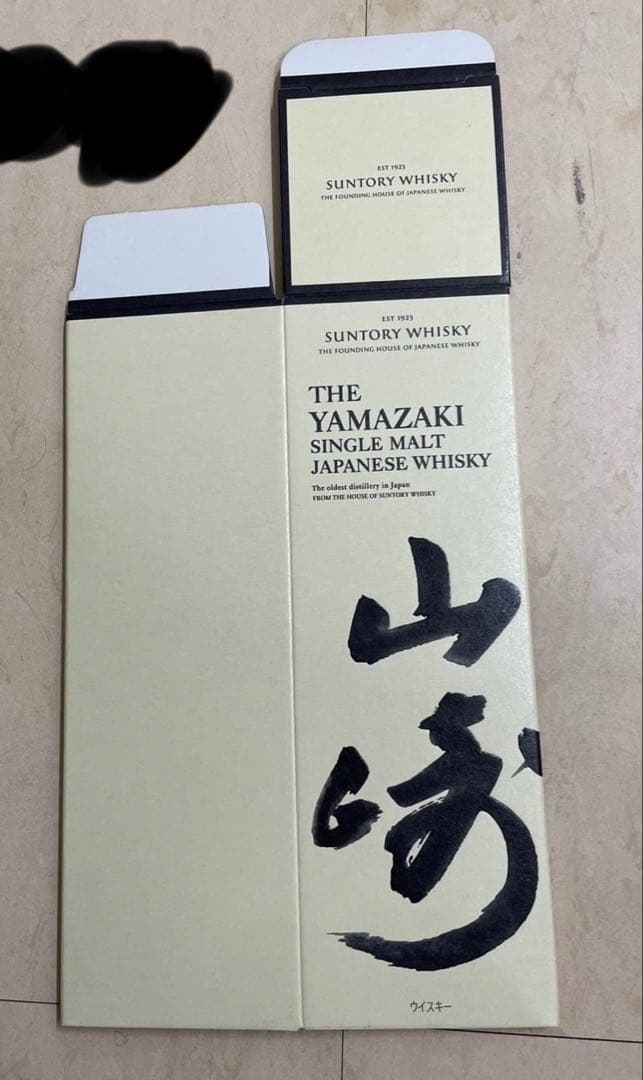 EST 1923
SUNTORY WHISKY
THE FOUNDING HOUSE OF JAPANESE WHISKY
EST 1923
SUNTORY WHISKY
THE FOUNDING HOUSE OF JAPANESE WHISKY
THE
YAMAZAKI
SINGLE MALT
JAPANESE WHISKY
The oldest distillery in Japan
FROM THE HOUSE OF SUNTORY WHISKY
山
崎
ウイスキー